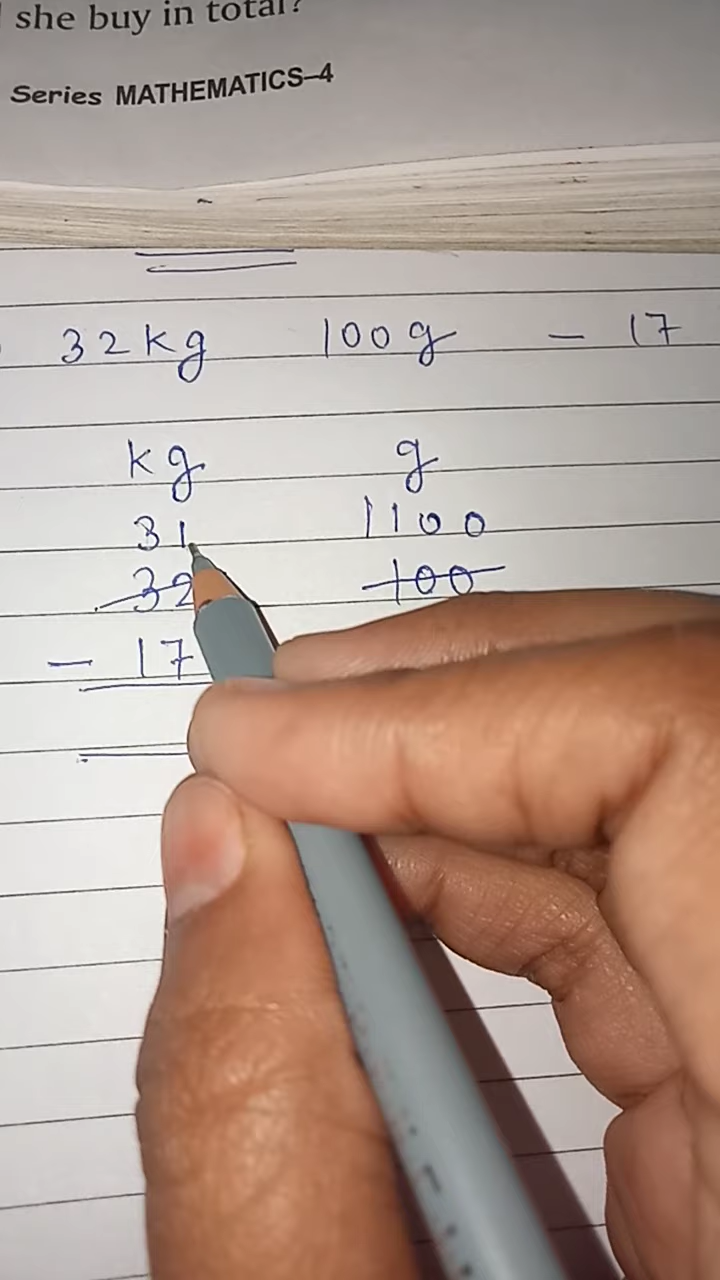 she buy in total?
Series MATHEMATICS–4
32 kg 100 g – 17
kg g
31 1100
32 100
– 17